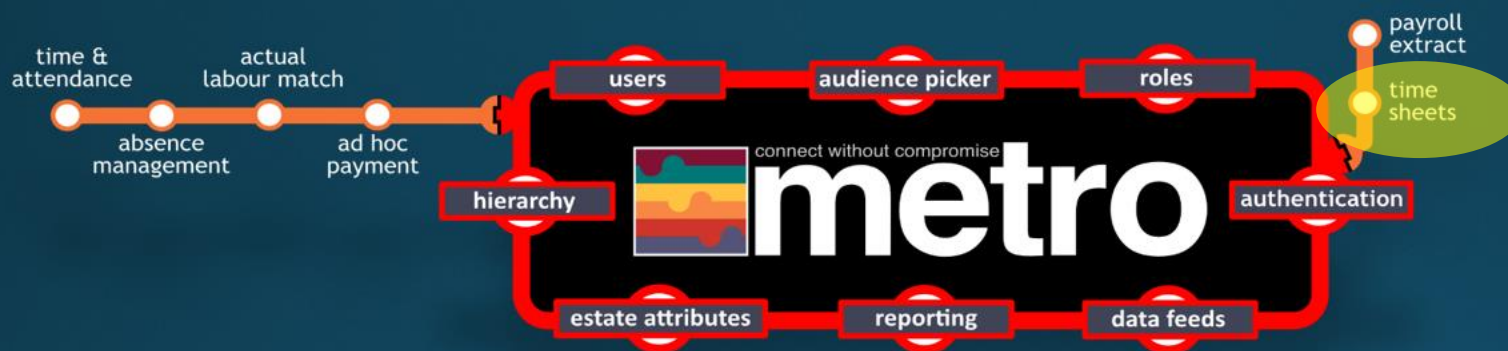 time &
attendance
absence
management
actual
labour match
ad hoc
payment
users
audience picker
roles
hierarchy
connect without compromise
metro
authentication
estate attributes
reporting
data feeds
payroll
extract
time
sheets